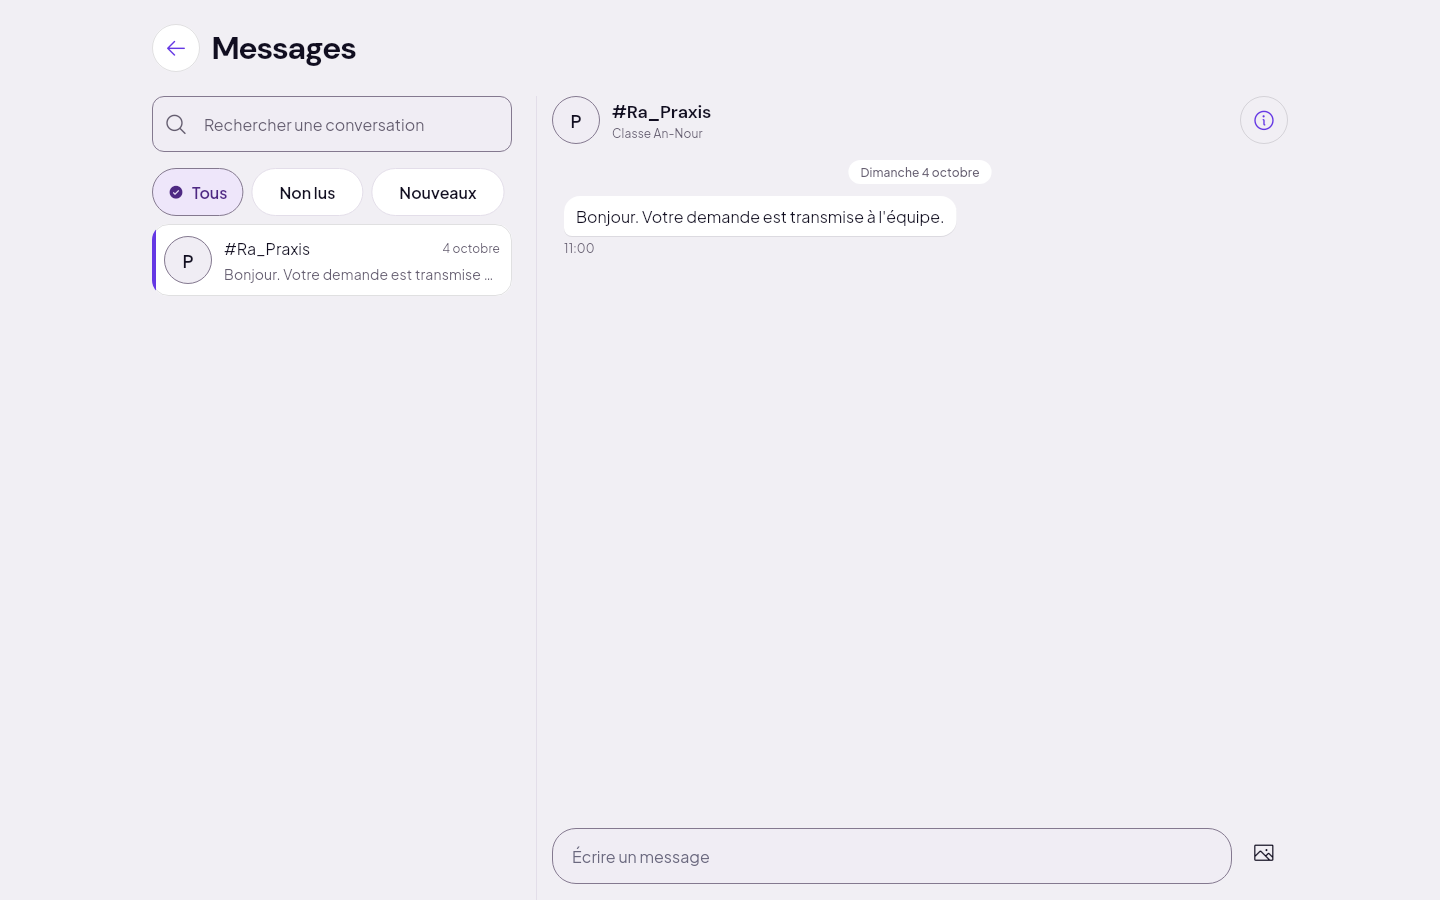 Messages
Rechercher une conversation
Tous
Non lus
Nouveaux
P
#Ra_Praxis
4 octobre
Bonjour. Votre demande est transmise ...
P
#Ra_Praxis
Classe An-Nour
Dimanche 4 octobre
Bonjour. Votre demande est transmise à l'équipe.
11:00
Écrire un message